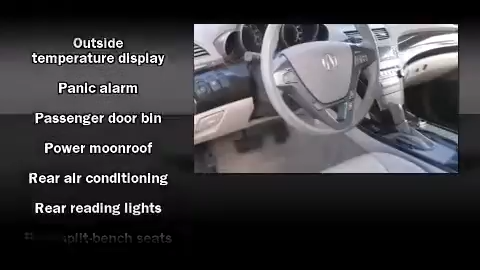 Outside
temperature display
Panic alarm
Passenger door bin
Power moonroof
Rear air conditioning
Rear reading lights
split-bench seats